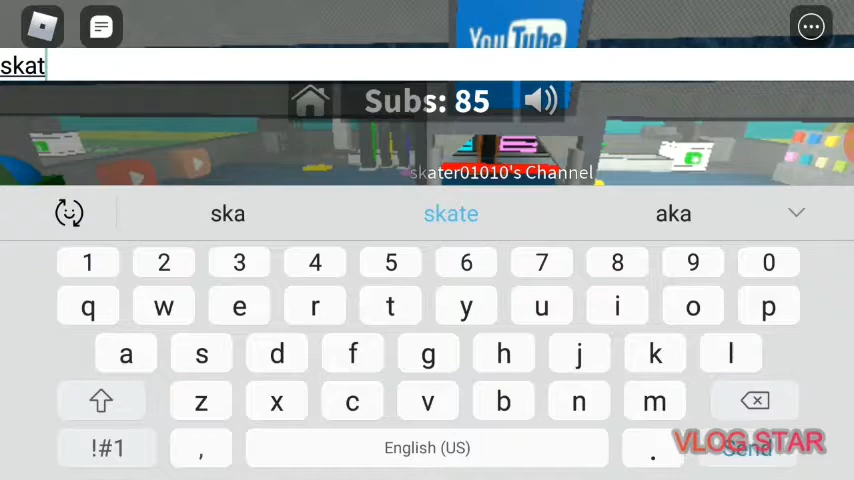 YouTube
skat
Subs: 85
skater01010's Channel
ska skate aka
1 2 3 4 5 6 7 8 9 0
q w e r t y u i o p
a s d f g h j k l
z x c v b n m
!#1 , English (US) . Send
VLOG STAR